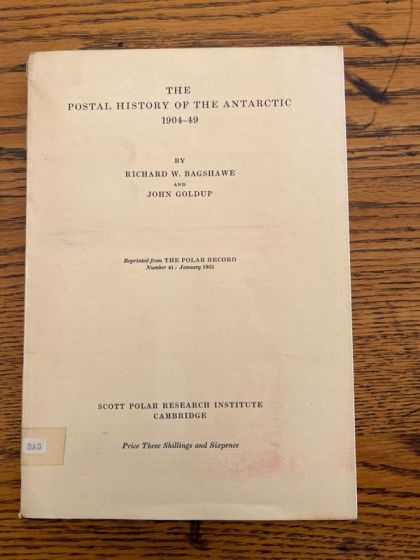 THE
POSTAL HISTORY OF THE ANTARCTIC
1904–49
BY
RICHARD W. BAGSHAWE
AND
JOHN GOLDUP
Reprinted from THE POLAR RECORD
Number 41: January 1951
SCOTT POLAR RESEARCH INSTITUTE
CAMBRIDGE
Price Three Shillings and Sixpence
BAG